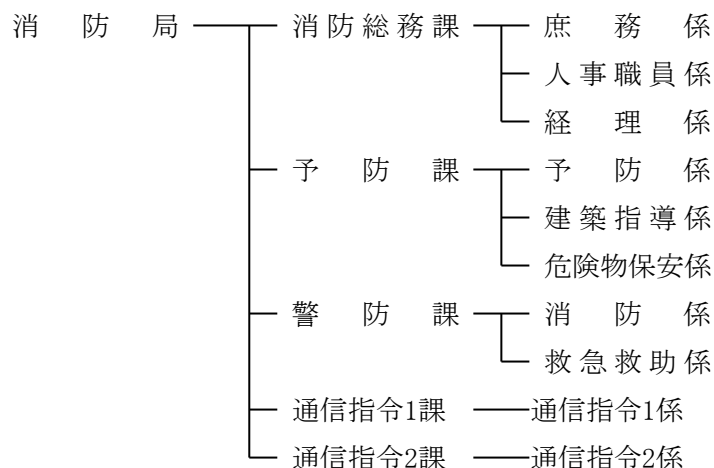 消防局 消防総務課 庶務係
人事職員係
経理係
予防課 予防係
建築指導係
危険物保安係
警防課 消防係
救急救助係
通信指令1課 通信指令1係
通信指令2課 通信指令2係